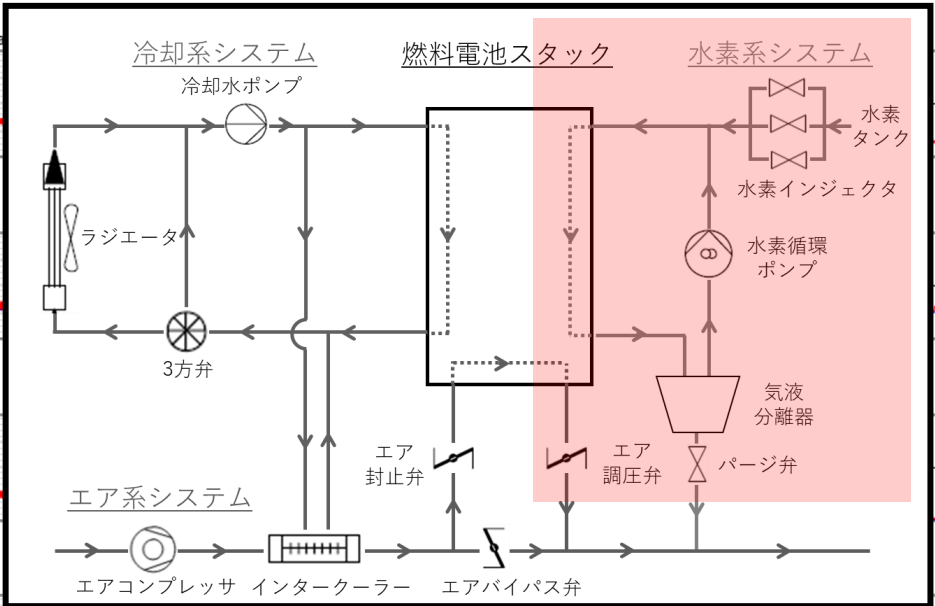 冷却系システム
燃料電池スタック
水素系システム
冷却水ポンプ
水素
タンク
水素インジェクタ
ラジエータ
水素循環
ポンプ
3方弁
気液
分離器
エア
封止弁
エア
調圧弁
パージ弁
エア系システム
エアコンプレッサ
インタークーラー
エアバイパス弁